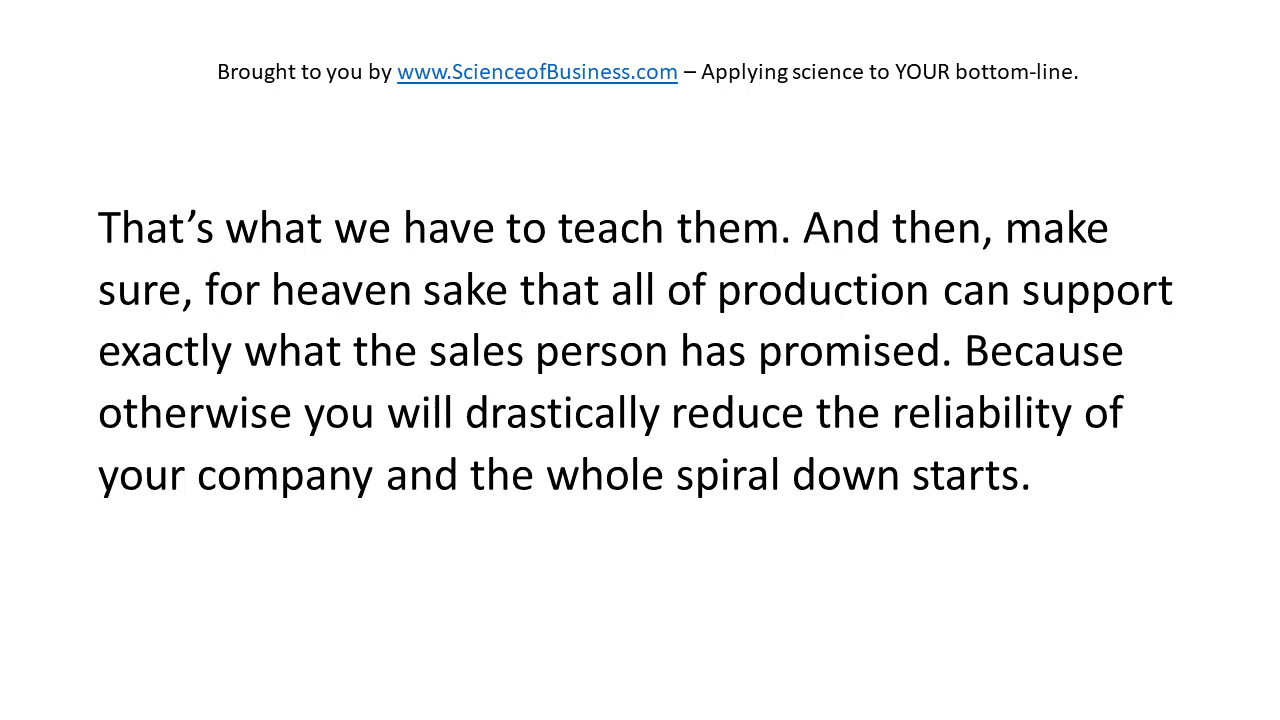 Brought to you by www.ScienceofBusiness.com – Applying science to YOUR bottom-line.
That’s what we have to teach them. And then, make
sure, for heaven sake that all of production can support
exactly what the sales person has promised. Because
otherwise you will drastically reduce the reliability of
your company and the whole spiral down starts.